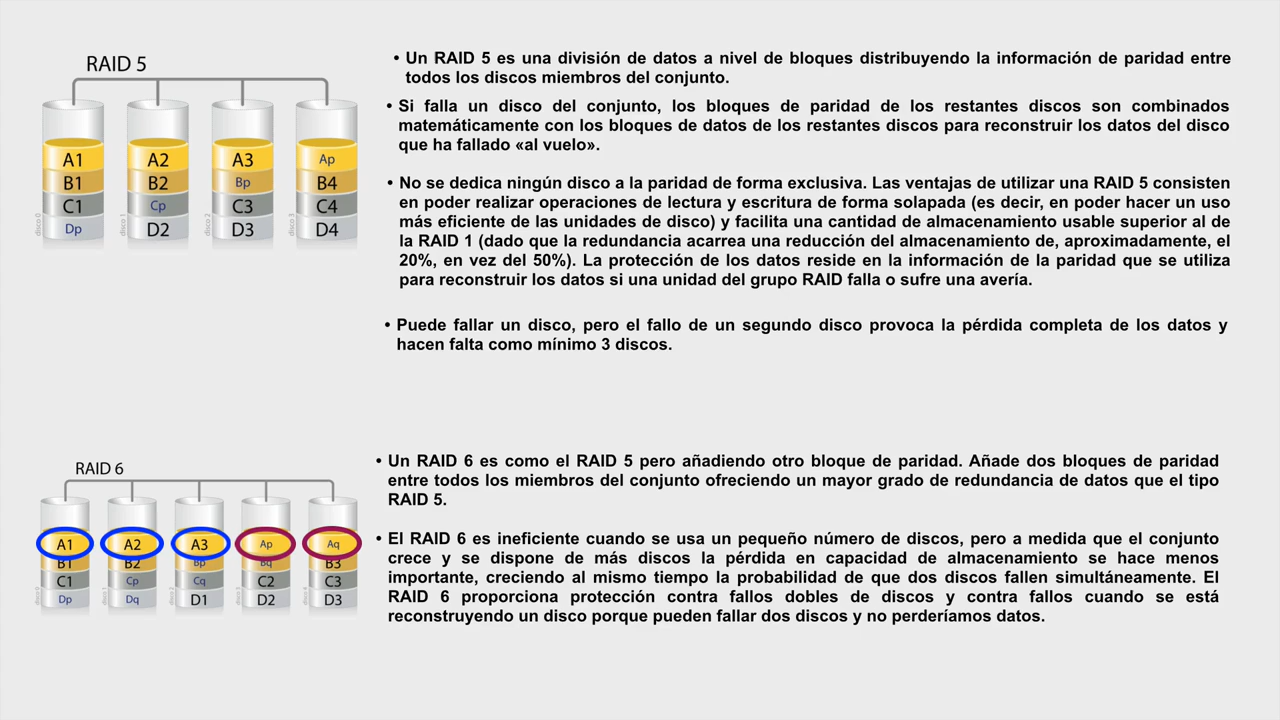 RAID 5
A1 A2 A3 Ap
B1 B2 Bp B4
C1 Cp C3 C4
Dp D2 D3 D4
disco 0 disco 1 disco 2 disco 3
• Un RAID 5 es una división de datos a nivel de bloques distribuyendo la información de paridad entre
todos los discos miembros del conjunto.
• Si falla un disco del conjunto, los bloques de paridad de los restantes discos son combinados
matemáticamente con los bloques de datos de los restantes discos para reconstruir los datos del disco
que ha fallado «al vuelo».
• No se dedica ningún disco a la paridad de forma exclusiva. Las ventajas de utilizar una RAID 5 consisten
en poder realizar operaciones de lectura y escritura de forma solapada (es decir, en poder hacer un uso
más eficiente de las unidades de disco) y facilita una cantidad de almacenamiento usable superior al de
la RAID 1 (dado que la redundancia acarrea una reducción del almacenamiento de, aproximadamente, el
20%, en vez del 50%). La protección de los datos reside en la información de la paridad que se utiliza
para reconstruir los datos si una unidad del grupo RAID falla o sufre una avería.
• Puede fallar un disco, pero el fallo de un segundo disco provoca la pérdida completa de los datos y
hacen falta como mínimo 3 discos.
RAID 6
A1 A2 A3 Ap Aq
B1 B2 Bp Bq B3
C1 Cp Cq C2 C3
Dp Dq D1 D2 D3
• Un RAID 6 es como el RAID 5 pero añadiendo otro bloque de paridad. Añade dos bloques de paridad
entre todos los miembros del conjunto ofreciendo un mayor grado de redundancia de datos que el tipo
RAID 5.
• El RAID 6 es ineficiente cuando se usa un pequeño número de discos, pero a medida que el conjunto
crece y se dispone de más discos la pérdida en capacidad de almacenamiento se hace menos
importante, creciendo al mismo tiempo la probabilidad de que dos discos fallen simultáneamente. El
RAID 6 proporciona protección contra fallos dobles de discos y contra fallos cuando se está
reconstruyendo un disco porque pueden fallar dos discos y no perderíamos datos.